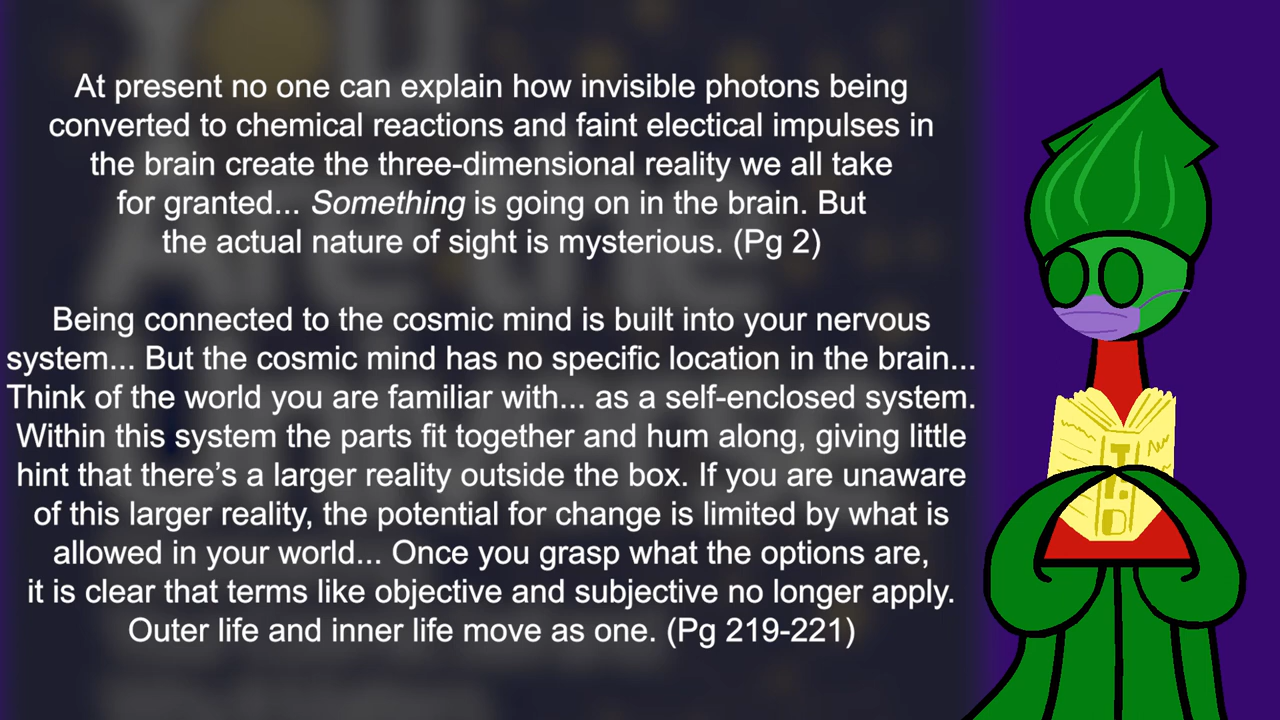 At present no one can explain how invisible photons being
converted to chemical reactions and faint electical impulses in
the brain create the three-dimensional reality we all take
for granted... Something is going on in the brain. But
the actual nature of sight is mysterious. (Pg 2)
Being connected to the cosmic mind is built into your nervous
system... But the cosmic mind has no specific location in the brain...
Think of the world you are familiar with... as a self-enclosed system.
Within this system the parts fit together and hum along, giving little
hint that there’s a larger reality outside the box. If you are unaware
of this larger reality, the potential for change is limited by what is
allowed in your world... Once you grasp what the options are,
it is clear that terms like objective and subjective no longer apply.
Outer life and inner life move as one. (Pg 219-221)